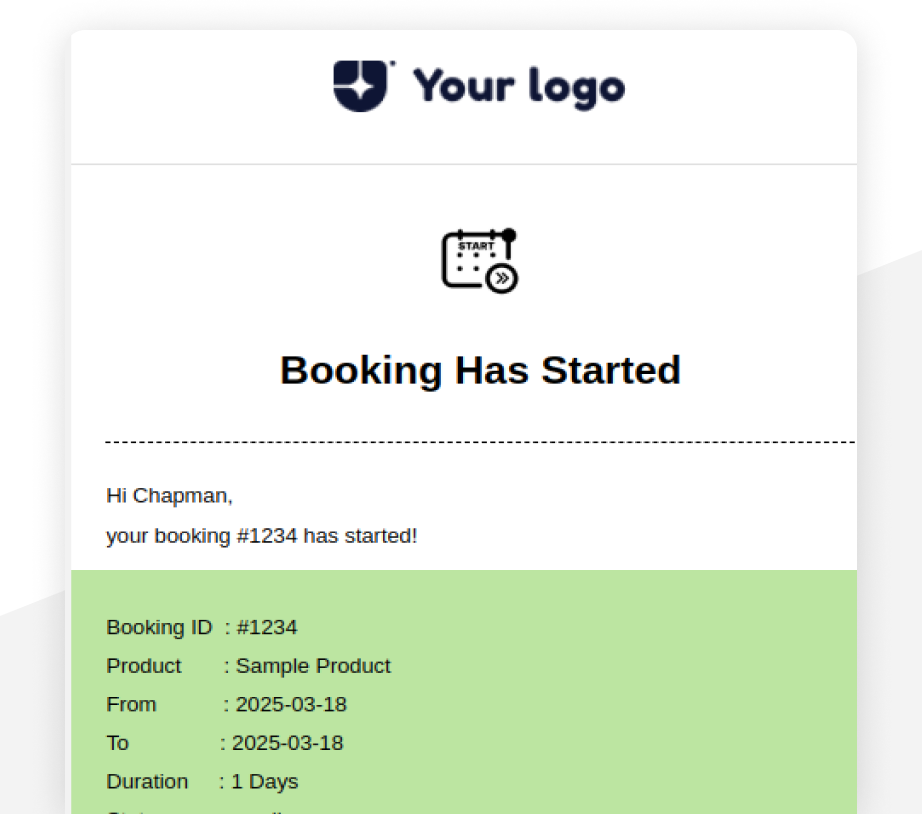 Your logo
START
Booking Has Started
Hi Chapman,
your booking #1234 has started!
Booking ID : #1234
Product : Sample Product
From : 2025-03-18
To : 2025-03-18
Duration : 1 Days